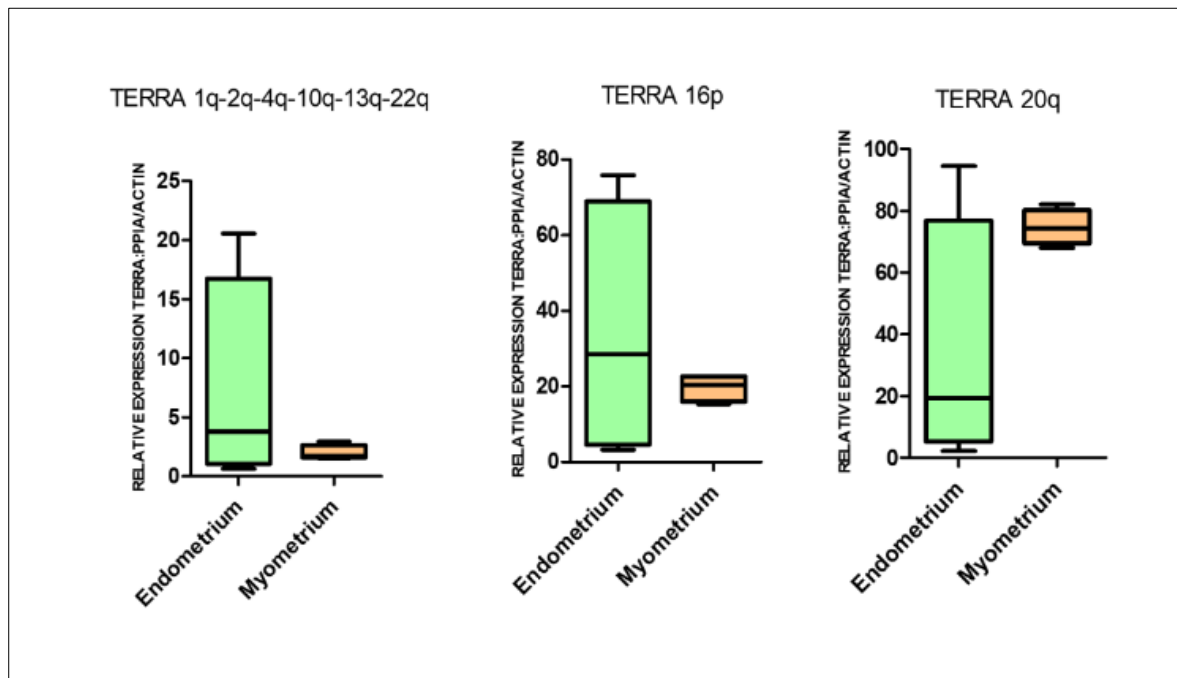 TERRA 1q-2q-4q-10q-13q-22q
RELATIVE EXPRESSION TERRA:PPIA/ACTIN
25
20
15
10
5
0
Endometrium
Myometrium
TERRA 16p
RELATIVE EXPRESSION TERRA:PPIA/ACTIN
80
60
40
20
0
Endometrium
Myometrium
TERRA 20q
RELATIVE EXPRESSION TERRA:PPIA/ACTIN
100
80
60
40
20
0
Endometrium
Myometrium